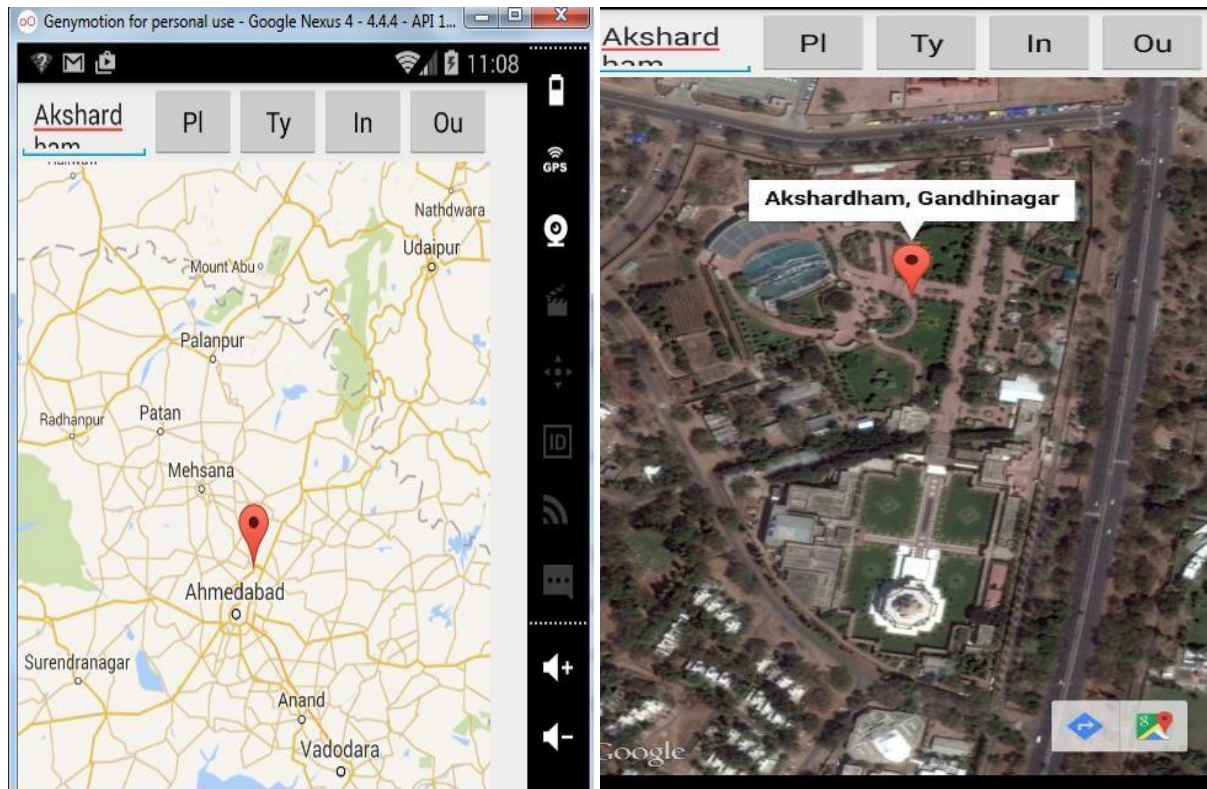 Genymotion for personal use - Google Nexus 4 - 4.4.4 - API 1...
11:08
Akshard
ham
Pl
Ty
In
Ou
GPS
ID
Nathdwara
Udaipur
Mount Abu
Palanpur
Radhanpur
Patan
Mehsana
Ahmedabad
Surendranagar
Anand
Vadodara
Akshard
ham
Pl
Ty
In
Ou
Akshardham, Gandhinagar
Google